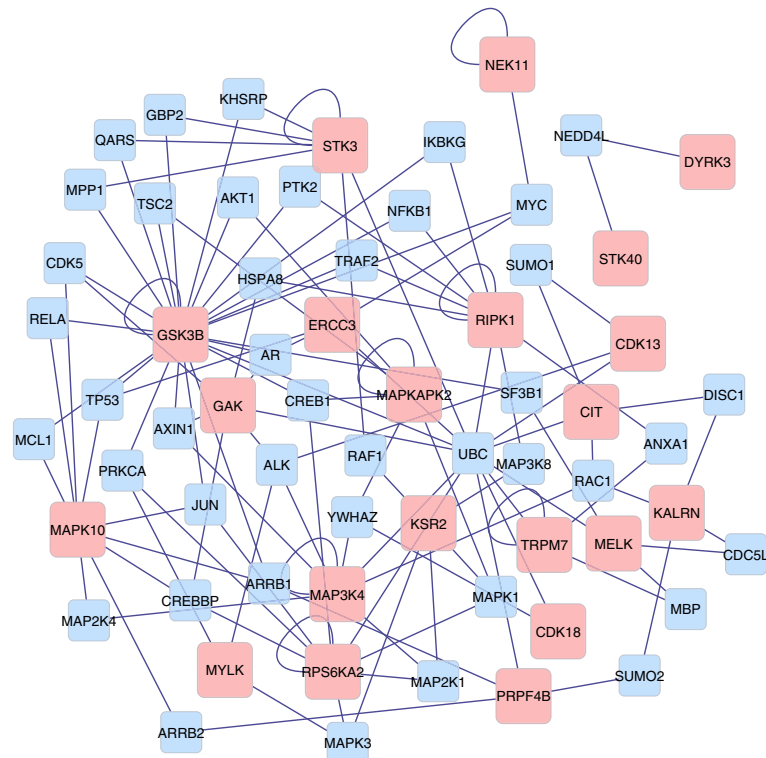 NEK11
KHSRP
GBP2
NEDD4L
QARS
STK3
IKBKG
DYRK3
MPP1
TSC2
AKT1
PTK2
NFKB1
MYC
STK40
CDK5
HSPA8
TRAF2
SUMO1
RELA
GSK3B
ERCC3
RIPK1
CDK13
AR
TP53
GAK
CREB1
MAPKAPK2
SF3B1
CIT
DISC1
MCL1
AXIN1
ANXA1
PRKCA
ALK
RAF1
UBC
MAP3K8
RAC1
MAPK10
JUN
YWHAZ
KSR2
TRPM7
MELK
KALRN
CDC5L
ARRB1
MAP3K4
MAPK1
MBP
MAP2K4
CREBBP
CDK18
MYLK
RPS6KA2
MAP2K1
PRPF4B
SUMO2
ARRB2
MAPK3